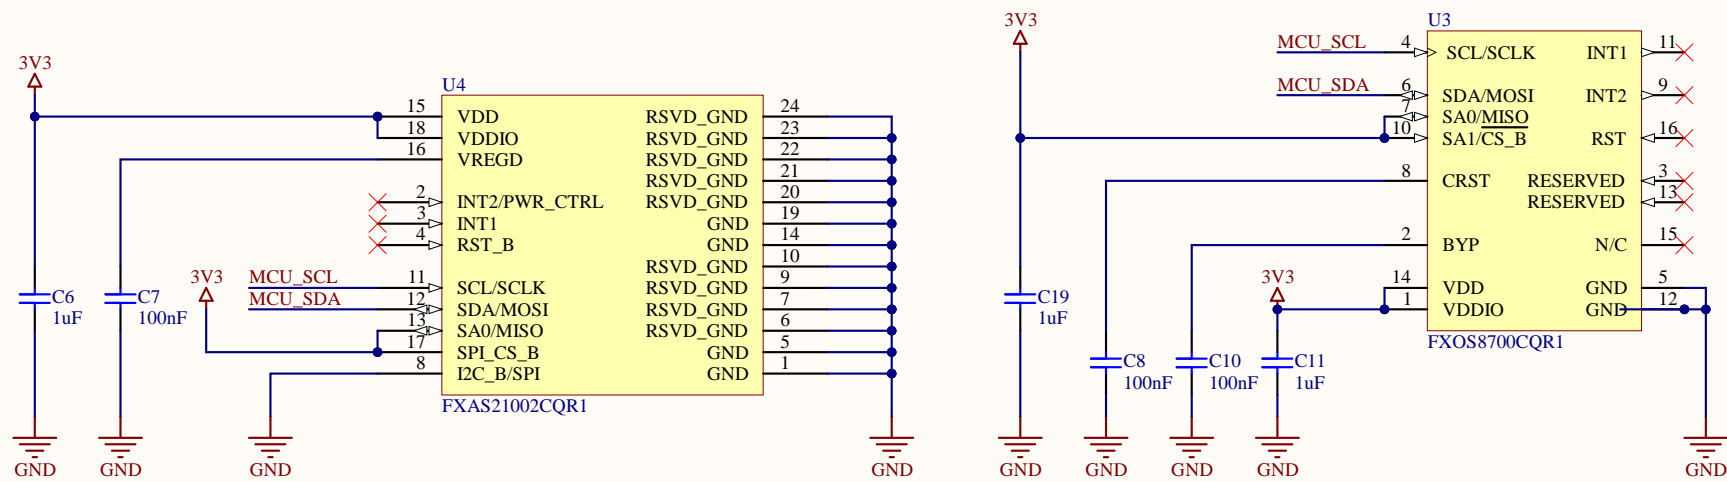 3V3
U4
15 VDD RSVD_GND 24
18 VDDIO RSVD_GND 23
16 VREGD RSVD_GND 22
RSVD_GND 21
2 INT2/PWR_CTRL RSVD_GND 20
3 INT1 GND 19
4 RST_B GND 14
RSVD_GND 10
3V3
MCU_SCL 11 SCL/SCLK RSVD_GND 9
MCU_SDA 12 SDA/MOSI RSVD_GND 7
13 SA0/MISO RSVD_GND 6
17 SPI_CS_B GND 5
8 I2C_B/SPI GND 1
FXAS21002CQR1
C6
1uF
C7
100nF
GND
GND
GND
GND
3V3
U3
MCU_SCL 4 SCL/SCLK INT1 11
MCU_SDA 6 SDA/MOSI INT2 9
7 SA0/MISO
10 SA1/CS_B RST 16
8 CRST RESERVED 3
RESERVED 13
2 BYP N/C 15
3V3
14 VDD GND 5
1 VDDIO GND 12
FXOS8700CQR1
C19
1uF
C8
100nF
C10
100nF
C11
1uF
GND
GND
GND
GND
GND